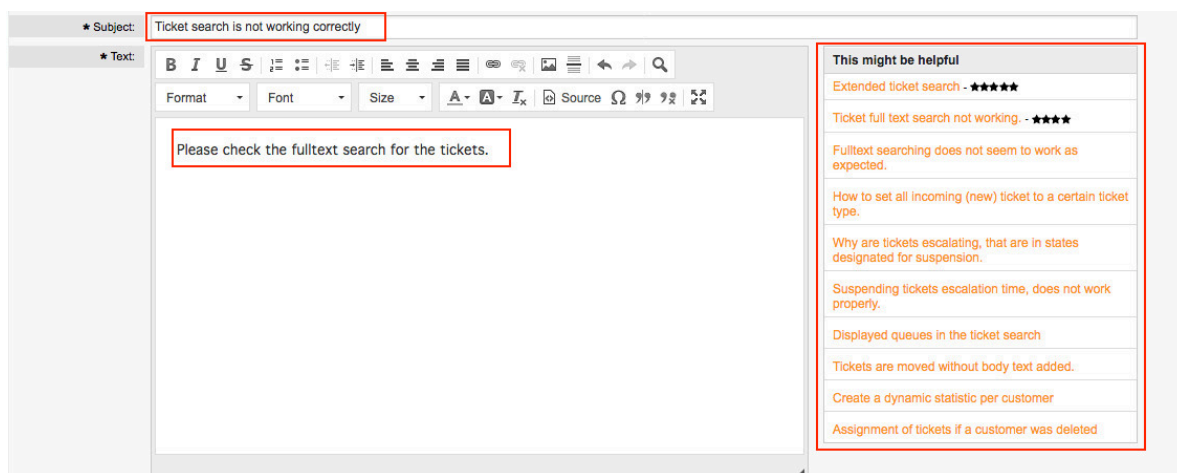 ★ Subject: Ticket search is not working correctly
★ Text:
B I U S
Format Font Size A A Ix Source Ω
Please check the fulltext search for the tickets.
This might be helpful
Extended ticket search - ★★★★★
Ticket full text search not working. - ★★★★
Fulltext searching does not seem to work as
expected.
How to set all incoming (new) ticket to a certain ticket
type.
Why are tickets escalating, that are in states
designated for suspension.
Suspending tickets escalation time, does not work
properly.
Displayed queues in the ticket search
Tickets are moved without body text added.
Create a dynamic statistic per customer
Assignment of tickets if a customer was deleted